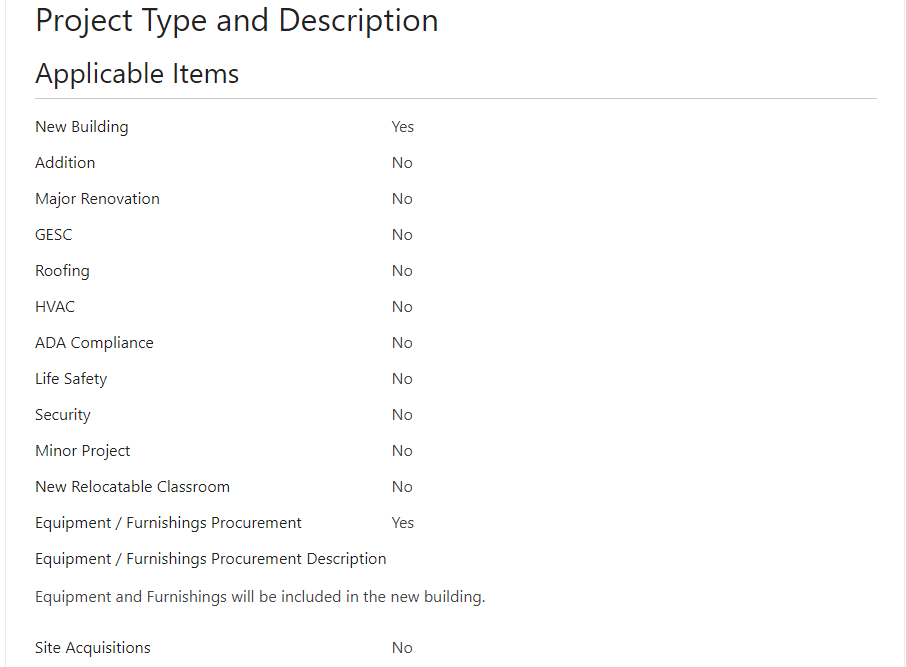 Project Type and Description
Applicable Items
New Building Yes
Addition No
Major Renovation No
GESC No
Roofing No
HVAC No
ADA Compliance No
Life Safety No
Security No
Minor Project No
New Relocatable Classroom No
Equipment / Furnishings Procurement Yes
Equipment / Furnishings Procurement Description
Equipment and Furnishings will be included in the new building.
Site Acquisitions No